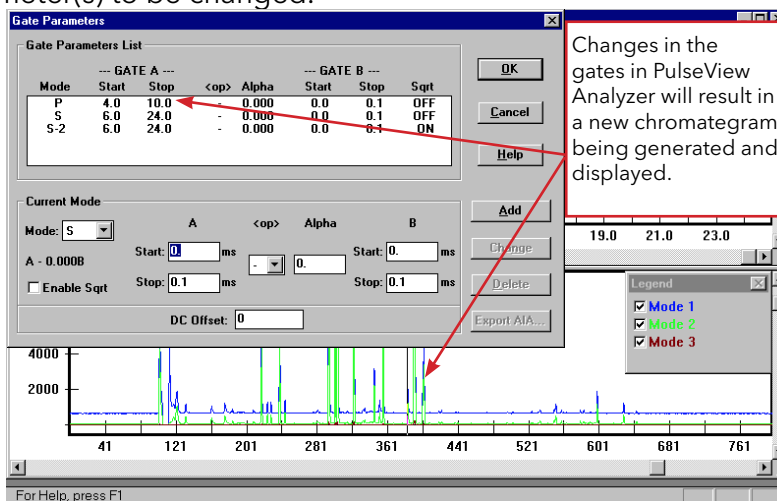 meter(s) to be changed.
Gate Parameters
Gate Parameters List
--- GATE A --- --- GATE B ---
Mode Start Stop <op> Alpha Start Stop Sqrt
P 4.0 10.0 - 0.000 0.0 0.1 OFF
S 6.0 24.0 - 0.000 0.0 0.1 OFF
S-2 6.0 24.0 - 0.000 0.0 0.1 ON
OK
Cancel
Help
Changes in the
gates in PulseView
Analyzer will result in
a new chromategram
being generated and
displayed.
Current Mode
Mode: S
A <op> Alpha B
Start: 0. ms - 0. Start: 0. ms
A - 0.000B
Stop: 0.1 ms Stop: 0.1 ms
Enable Sqrt
DC Offset: 0
Add
Change
Delete
Export AIA...
19.0 21.0 23.0
Legend
Mode 1
Mode 2
Mode 3
4000
2000
41 121 201 281 361 441 521 601 681 761
For Help, press F1